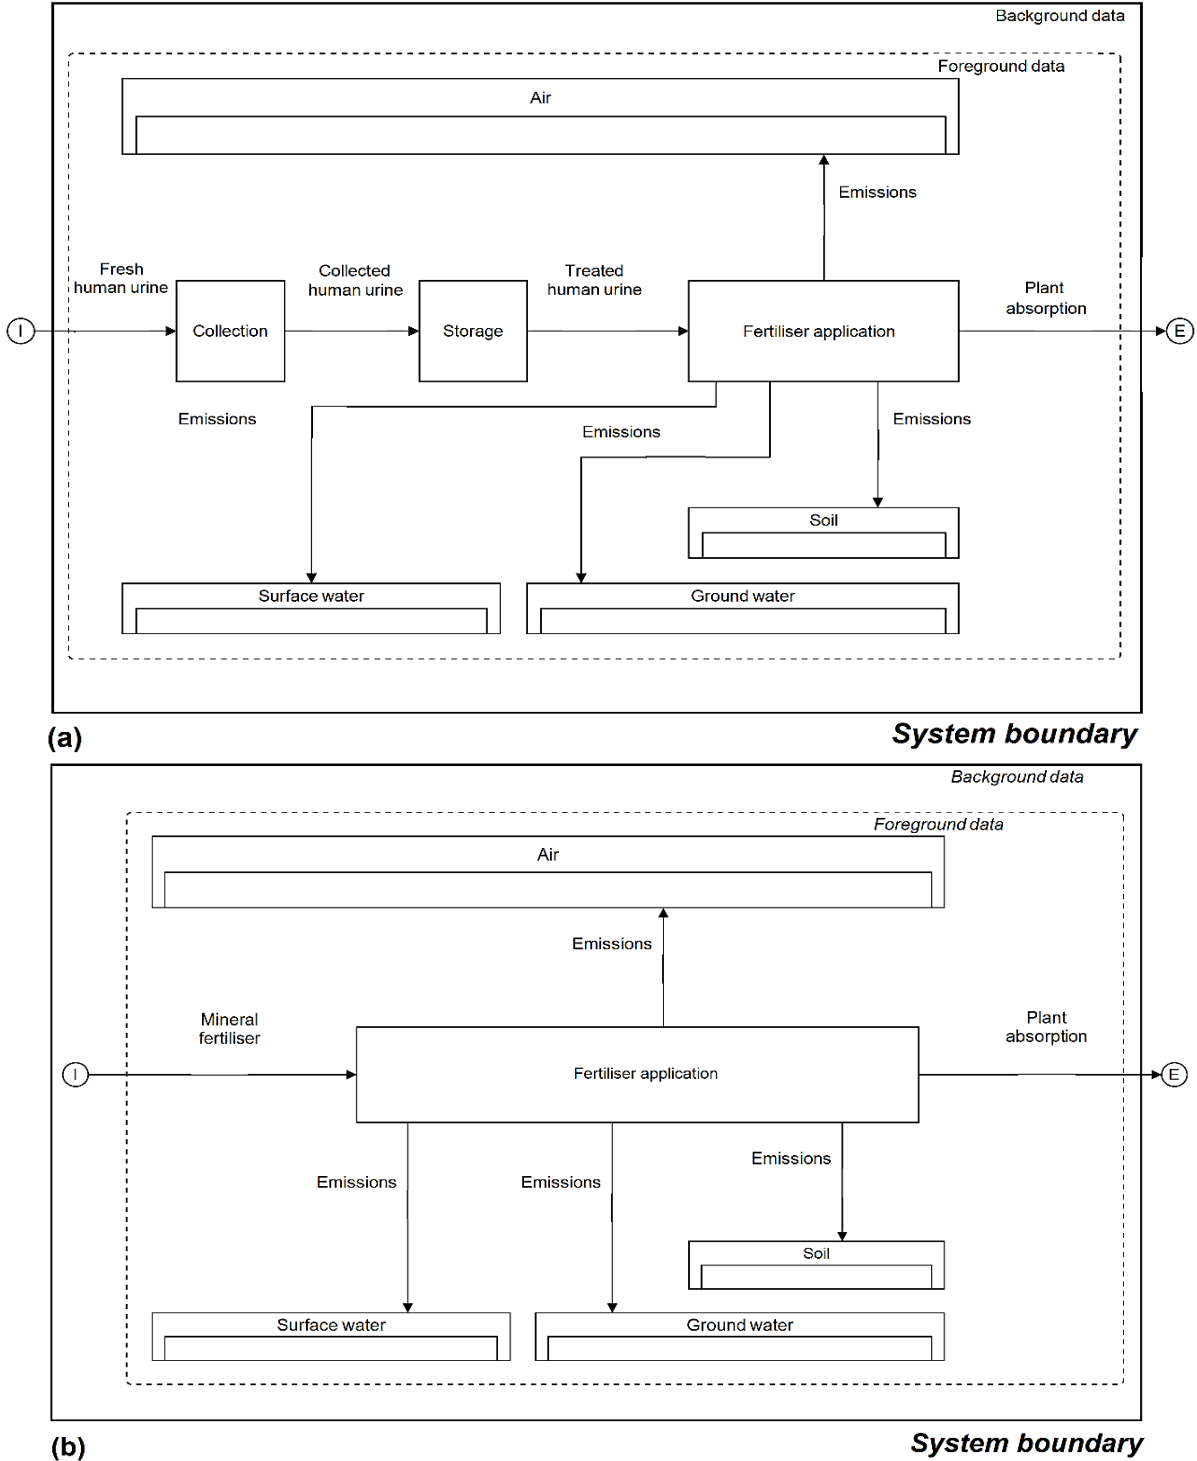 Background data
Foreground data
Air
Emissions
Fresh
human urine
Collected
human urine
Treated
human urine
Plant
absorption
I
Collection
Storage
Fertiliser application
E
Emissions
Emissions
Emissions
Soil
Surface water
Ground water
(a)
System boundary
Background data
Foreground data
Air
Emissions
Mineral
fertiliser
Plant
absorption
I
Fertiliser application
E
Emissions
Emissions
Emissions
Soil
Surface water
Ground water
(b)
System boundary